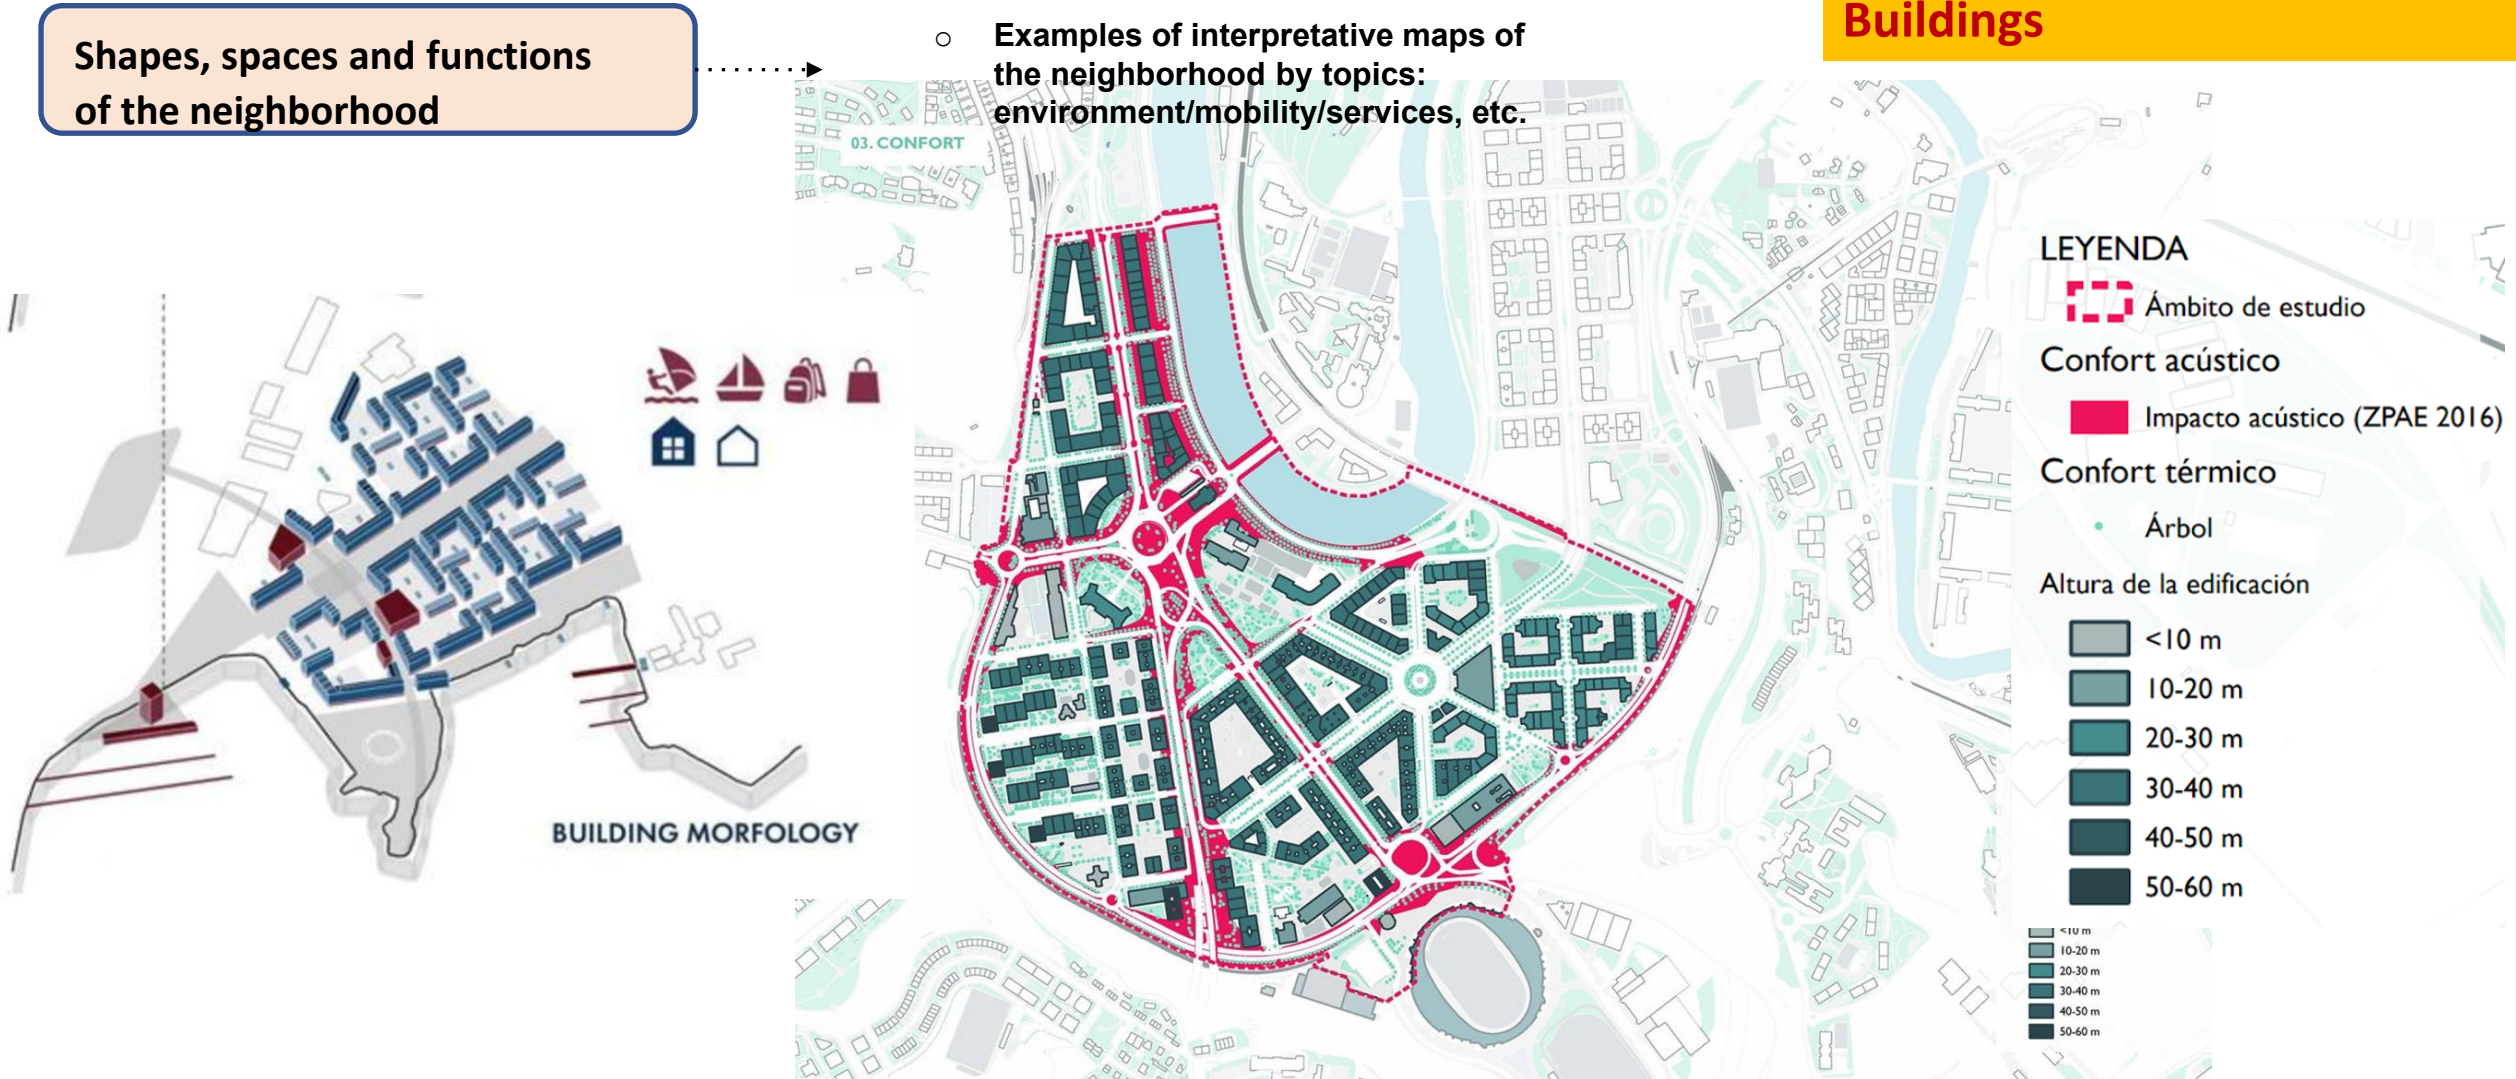 Shapes, spaces and functions
of the neighborhood
○ Examples of interpretative maps of
the neighborhood by topics:
environment/mobility/services, etc.
Buildings
03. CONFORT
BUILDING MORFOLOGY
LEYENDA
Ámbito de estudio
Confort acústico
Impacto acústico (ZPAE 2016)
Confort térmico
Árbol
Altura de la edificación
<10 m
10-20 m
20-30 m
30-40 m
40-50 m
50-60 m
<10 m
10-20 m
20-30 m
30-40 m
40-50 m
50-60 m